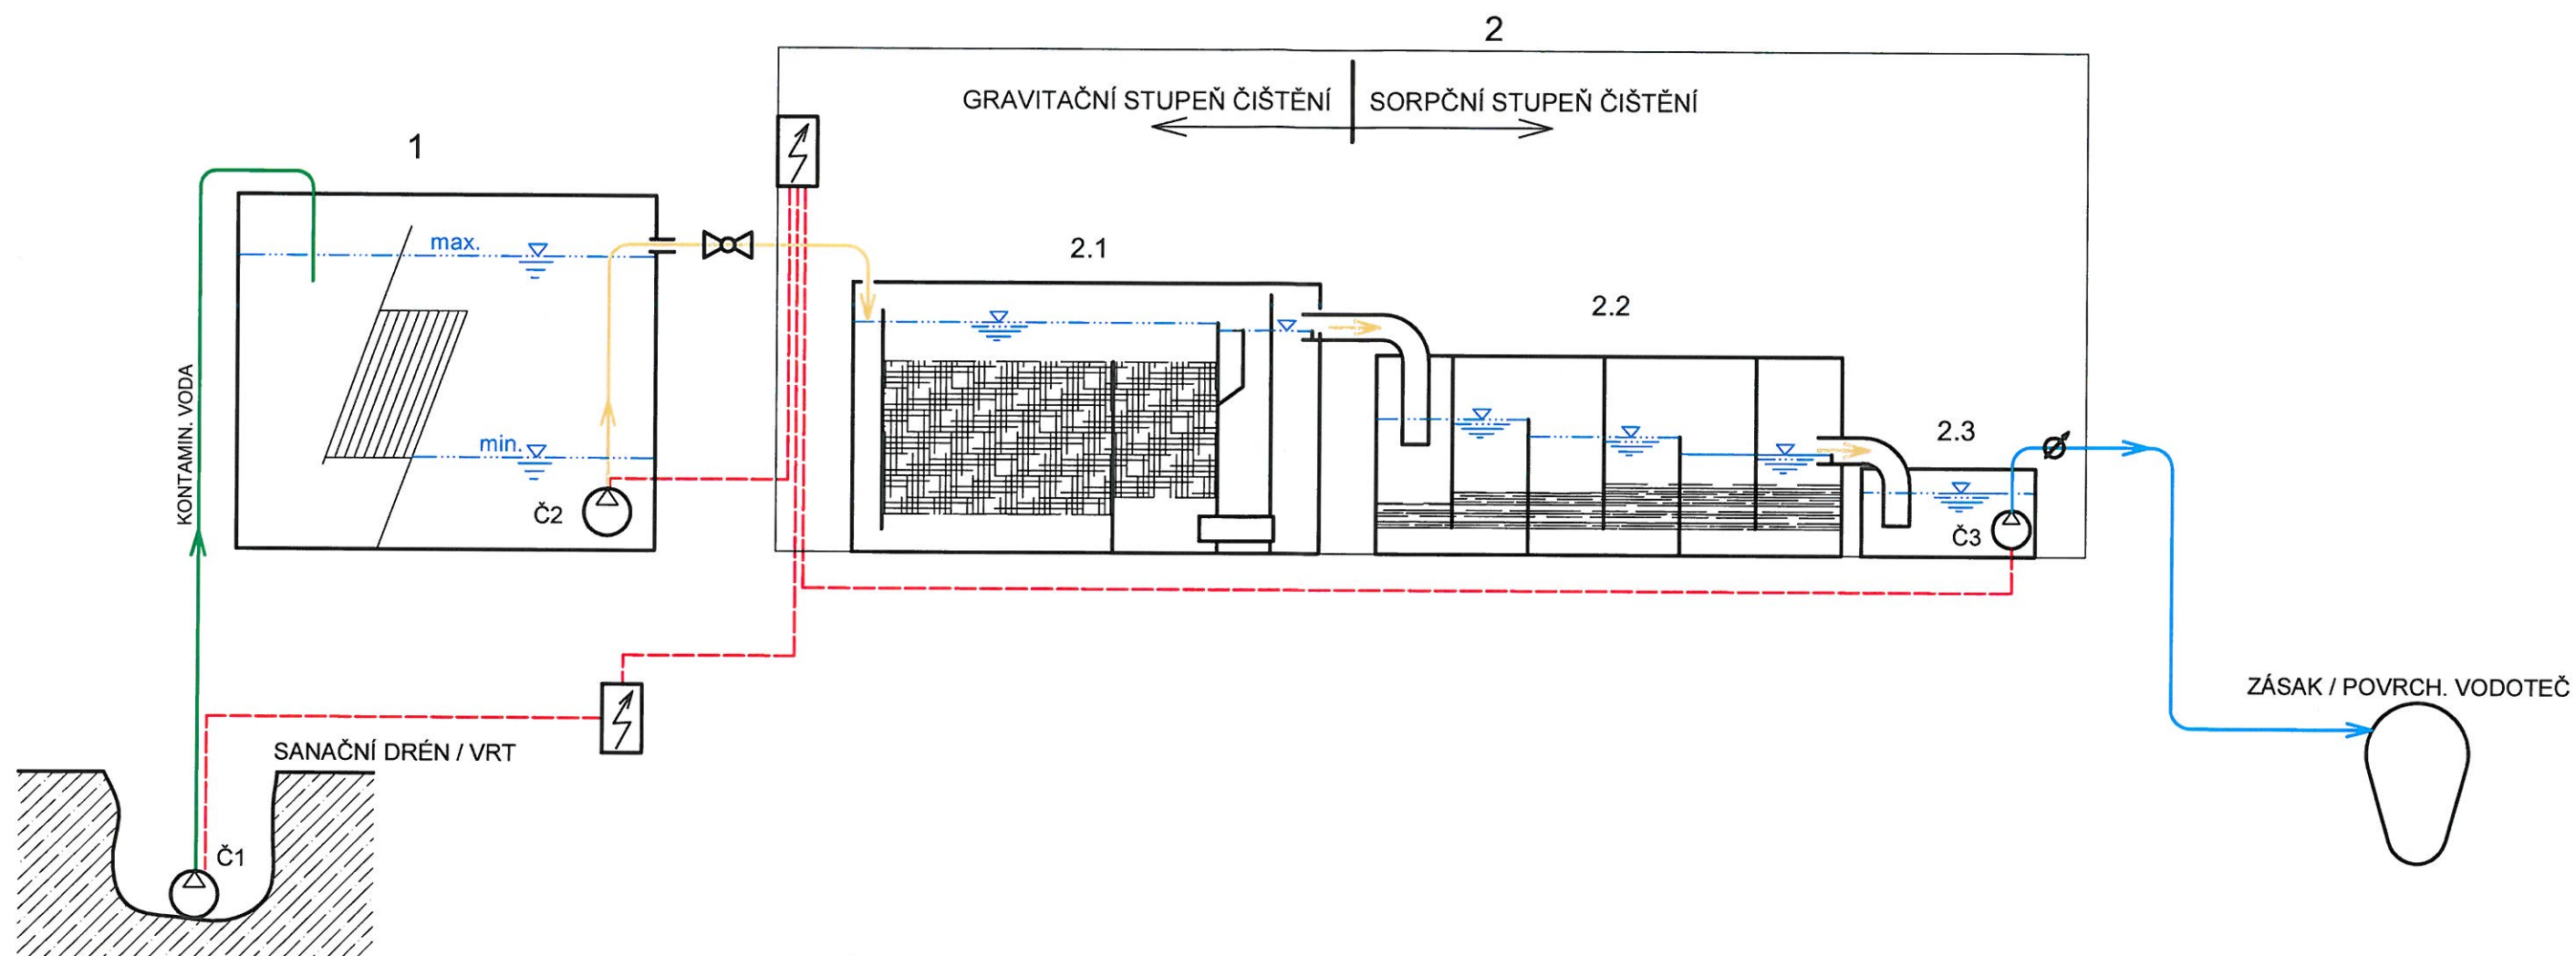 2
GRAVITAČNÍ STUPEŇ ČIŠTĚNÍ
SORPČNÍ STUPEŇ ČIŠTĚNÍ
1
max.
2.1
2.2
KONTAMIN. VODA
min.
2.3
Č2
Č3
ZÁSAK / POVRCH. VODOTEČ
SANAČNÍ DRÉN / VRT
Č1